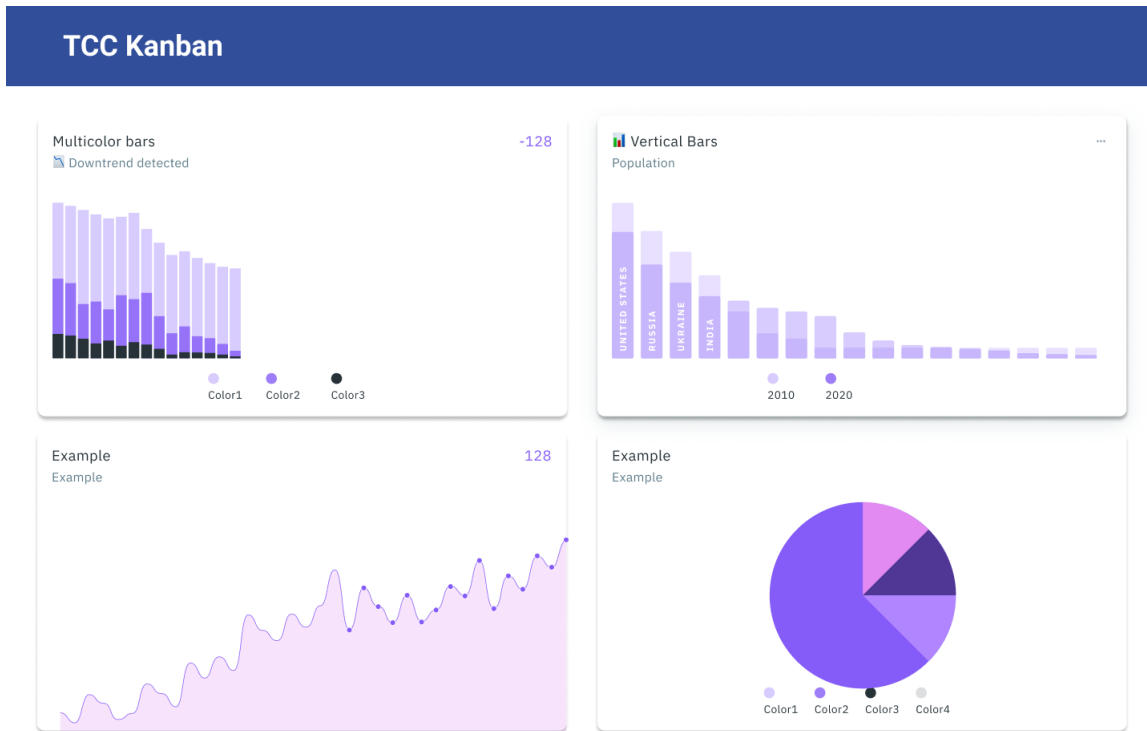 TCC Kanban
Multicolor bars
-128
Downtrend detected
Color1
Color2
Color3
Vertical Bars
...
Population
UNITED STATES
RUSSIA
UKRAINE
INDIA
2010
2020
Example
128
Example
Example
Example
Color1
Color2
Color3
Color4